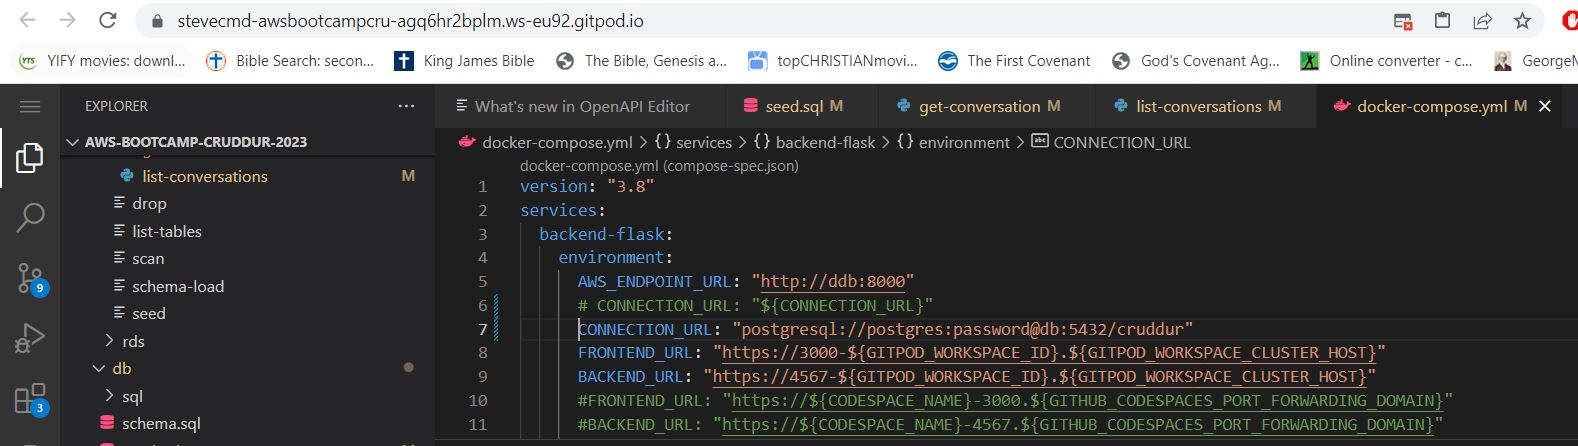 stevecmd-awsbootcampcru-agq6hr2bplm.ws-eu92.gitpod.io
YTS YIFY movies: downl... Bible Search: secon... King James Bible The Bible, Genesis a... topCHRISTIANmovi... The First Covenant God's Covenant Ag... Online converter - c... GeorgeM
EXPLORER ...
What's new in OpenAPI Editor seed.sql M get-conversation M list-conversations M docker-compose.yml M
AWS-BOOTCAMP-CRUDDUR-2023
docker-compose.yml > {} services > {} backend-flask > {} environment > abc CONNECTION_URL
list-conversations M
drop
list-tables
scan
schema-load
seed
rds
db
sql
schema.sql
9
3
docker-compose.yml (compose-spec.json)
1 version: "3.8"
2 services:
3 backend-flask:
4 environment:
5 AWS_ENDPOINT_URL: "http://ddb:8000"
6 # CONNECTION_URL: "${CONNECTION_URL}"
7 CONNECTION_URL: "postgresql://postgres:password@db:5432/cruddur"
8 FRONTEND_URL: "https://3000-${GITPOD_WORKSPACE_ID}.${GITPOD_WORKSPACE_CLUSTER_HOST}"
9 BACKEND_URL: "https://4567-${GITPOD_WORKSPACE_ID}.${GITPOD_WORKSPACE_CLUSTER_HOST}"
10 #FRONTEND_URL: "https://${CODESPACE_NAME}-3000.${GITHUB_CODESPACES_PORT_FORWARDING_DOMAIN}"
11 #BACKEND_URL: "https://${CODESPACE_NAME}-4567.${GITHUB_CODESPACES_PORT_FORWARDING_DOMAIN}"